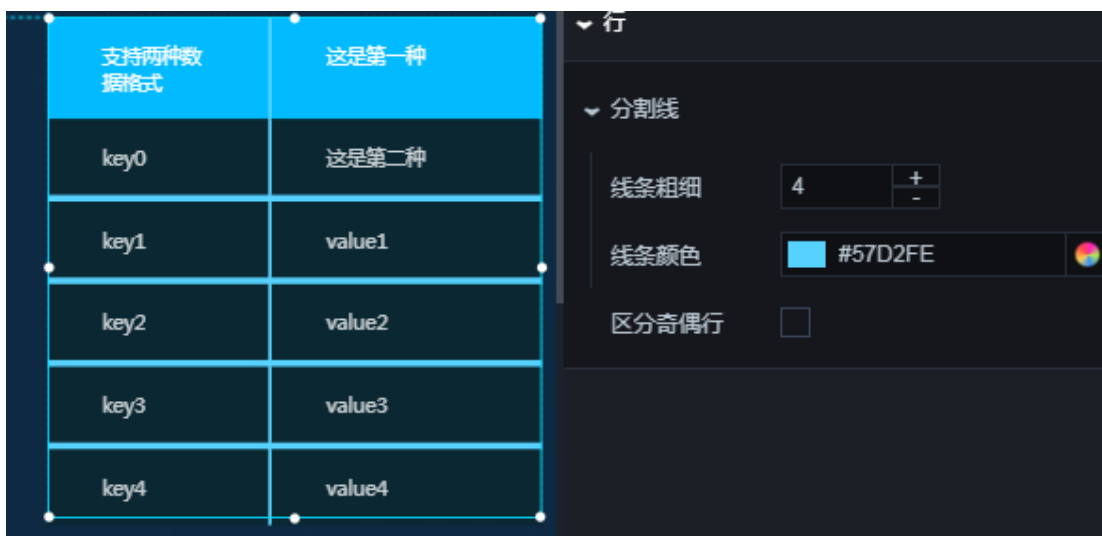 支持两种数
据格式
这是第一种
key0
这是第二种
key1
value1
key2
value2
key3
value3
key4
value4
行
分割线
线条粗细
4
+
-
线条颜色
#57D2FE
区分奇偶行